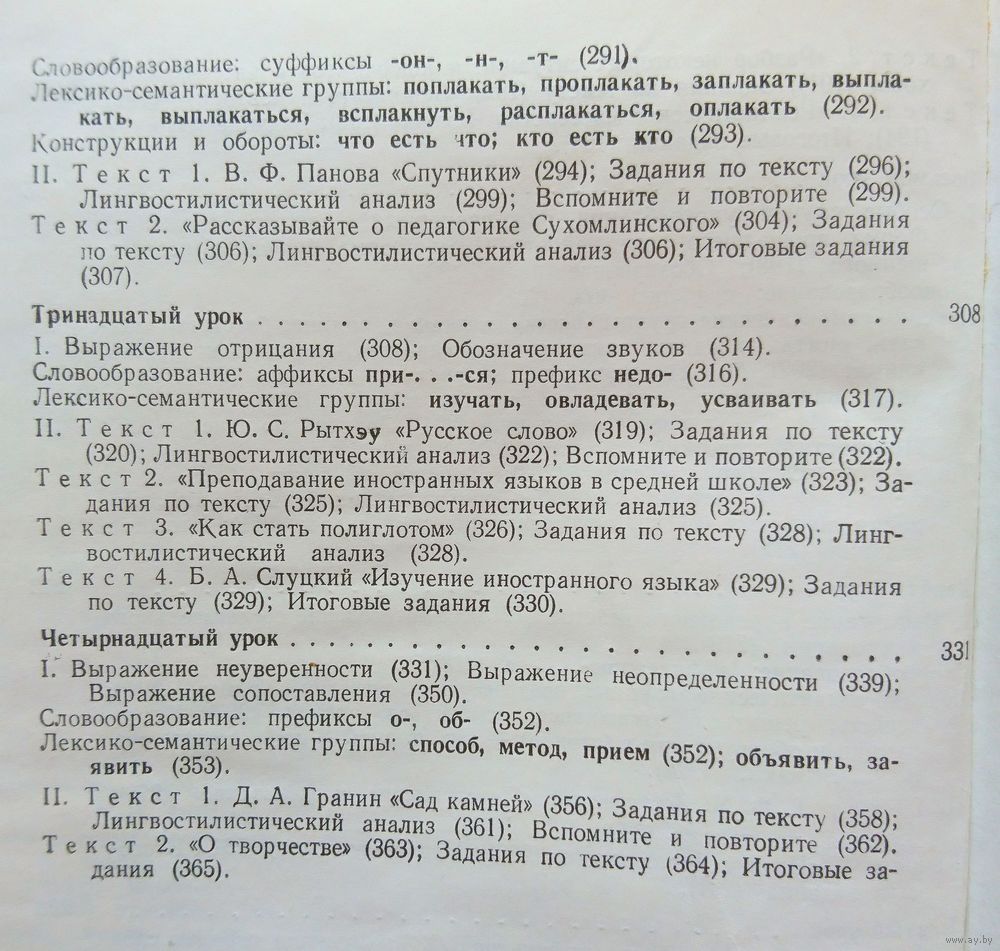 Словообразование: суффиксы -он-, -н-, -т- (291).
Лексико-семантические группы: поплакать, проплакать, заплакать, выпла-
кать, выплакаться, всплакнуть, расплакаться, оплакать (292).
Конструкции и обороты: что есть что; кто есть кто (293).
II. Текст 1. В. Ф. Панова «Спутники» (294); Задания по тексту (296);
Лингвостилистический анализ (299); Вспомните и повторите (299).
Текст 2. «Рассказывайте о педагогике Сухомлинского» (304); Задания
по тексту (306); Лингвостилистический анализ (306); Итоговые задания
(307).
Тринадцатый урок . . . . . . . . . . . . . . . . . . . . . . . . 308
I. Выражение отрицания (308); Обозначение звуков (314).
Словообразование: аффиксы при-. . .-ся; префикс недо- (316).
Лексико-семантические группы: изучать, овладевать, усваивать (317).
II. Текст 1. Ю. С. Рытхэу «Русское слово» (319); Задания по тексту
(320); Лингвостилистический анализ (322); Вспомните и повторите (322).
Текст 2. «Преподавание иностранных языков в средней школе» (323); За-
дания по тексту (325); Лингвостилистический анализ (325).
Текст 3. «Как стать полиглотом» (326); Задания по тексту (328); Линг-
востилистический анализ (328).
Текст 4. Б. А. Слуцкий «Изучение иностранного языка» (329); Задания
по тексту (329); Итоговые задания (330).
Четырнадцатый урок . . . . . . . . . . . . . . . . . . . . . . . 331
I. Выражение неуверенности (331); Выражение неопределенности (339);
Выражение сопоставления (350).
Словообразование: префиксы о-, об- (352).
Лексико-семантические группы: способ, метод, прием (352); объявить, за-
явить (353).
II. Текст 1. Д. А. Гранин «Сад камней» (356); Задания по тексту (358);
Лингвостилистический анализ (361); Вспомните и повторите (362).
Текст 2. «О творчестве» (363); Задания по тексту (364); Итоговые за-
дания (365).
www.ay.by